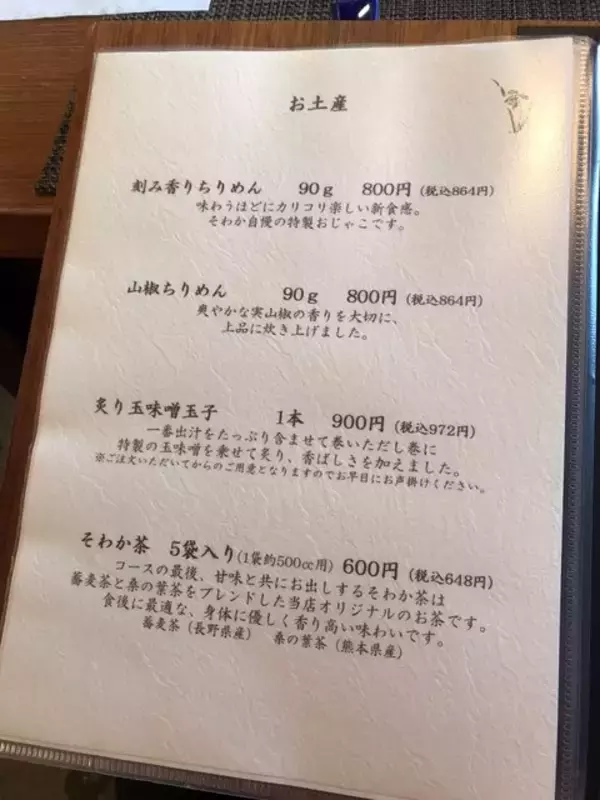 お土産
刻み香りちりめん 90g 800円 (税込864円)
味わうほどにカリコリ楽しい新食感。
そわか自慢の特製おじゃこです。
山椒ちりめん 90g 800円 (税込864円)
爽やかな実山椒の香りを大切に、
上品に炊き上げました。
炙り玉味噌玉子 1本 900円 (税込972円)
一番出汁をたっぷり含ませて巻いただし巻に
特製の玉味噌を乗せて炙り、香ばしさを加えました。
※ご注文いただいてからのご用意となりますのでお早目にお声掛けください。
そわか茶 5袋入り(1袋約500cc用) 600円 (税込648円)
コースの最後、甘味と共にお出しするそわか茶は
蕎麦茶と桑の葉茶をブレンドした当店オリジナルのお茶です。
食後に最適な、身体に優しく香り高い味わいです。
蕎麦茶（長野県産） 桑の葉茶（熊本県産）